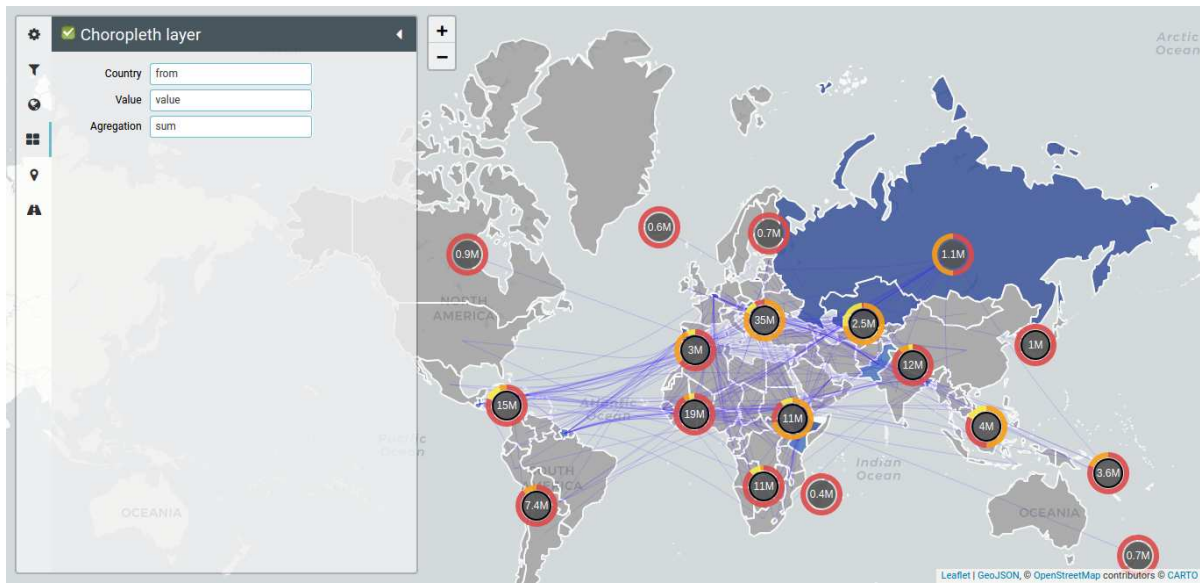 Choropleth layer
+
−
Country from
Value value
Agregation sum
Arctic
Ocean
0.6M
0.7M
0.9M
1.1M
NORTH
AMERICA
35M
2.5M
3M
1M
12M
15M
Atlantic
Ocean
19M
11M
4M
Pacific
Ocean
Indian
Ocean
SOUTH
AMERICA
3.6M
11M
0.4M
7.4M
OCEANIA
OCEANIA
0.7M
Leaflet | GeoJSON, © OpenStreetMap contributors © CARTO